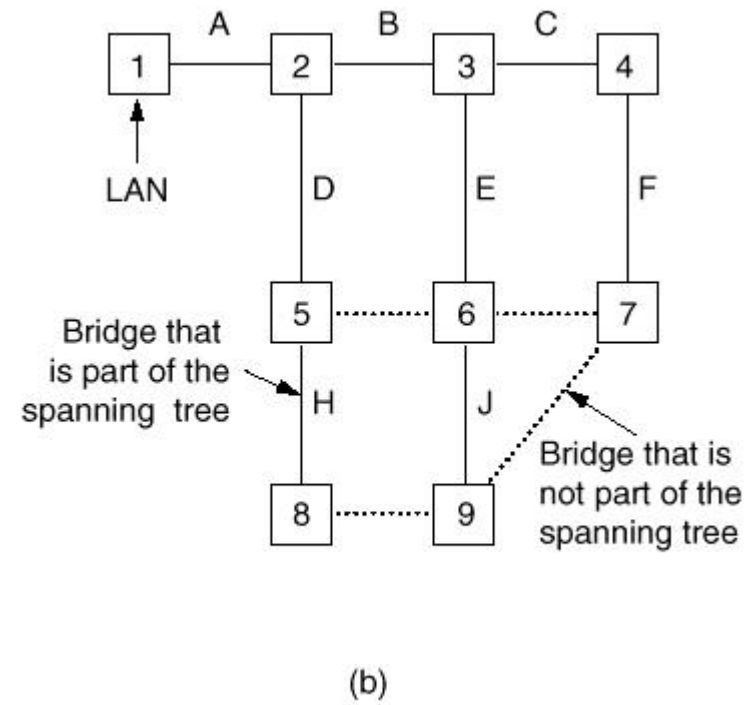 A B C
1 2 3 4
LAN D E F
5 6 7
Bridge that
is part of the
spanning tree
H J
Bridge that is
not part of the
spanning tree
8 9
(b)